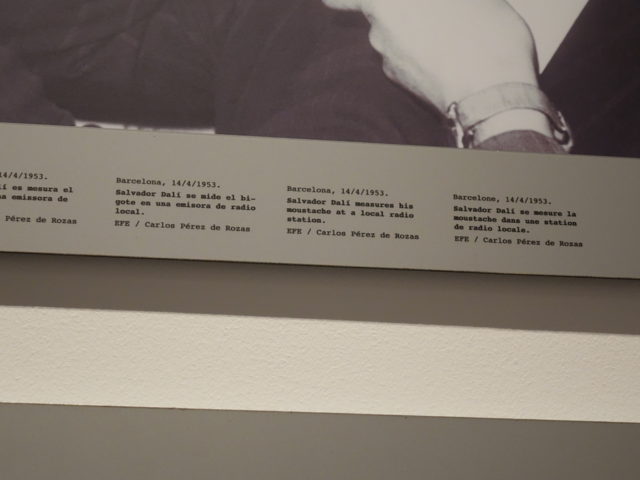 14/4/1953.
es mesura el
emissora de
Pérez de Rozas
Barcelona, 14/4/1953.
Salvador Dalí se mide el bi-
gote en una emisora de radio
local.
EFE / Carlos Pérez de Rozas
Barcelona, 14/4/1953.
Salvador Dalí measures his
moustache at a local radio
station.
EFE / Carlos Pérez de Rozas
Barcelone, 14/4/1953.
Salvador Dalí se mesure la
moustache dans une station
de radio locale.
EFE / Carlos Pérez de Rozas